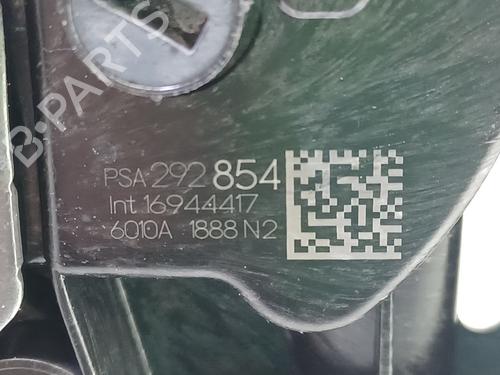 B-PARTS
PSA 292 854
Int 16944417
6010A 1888 N2